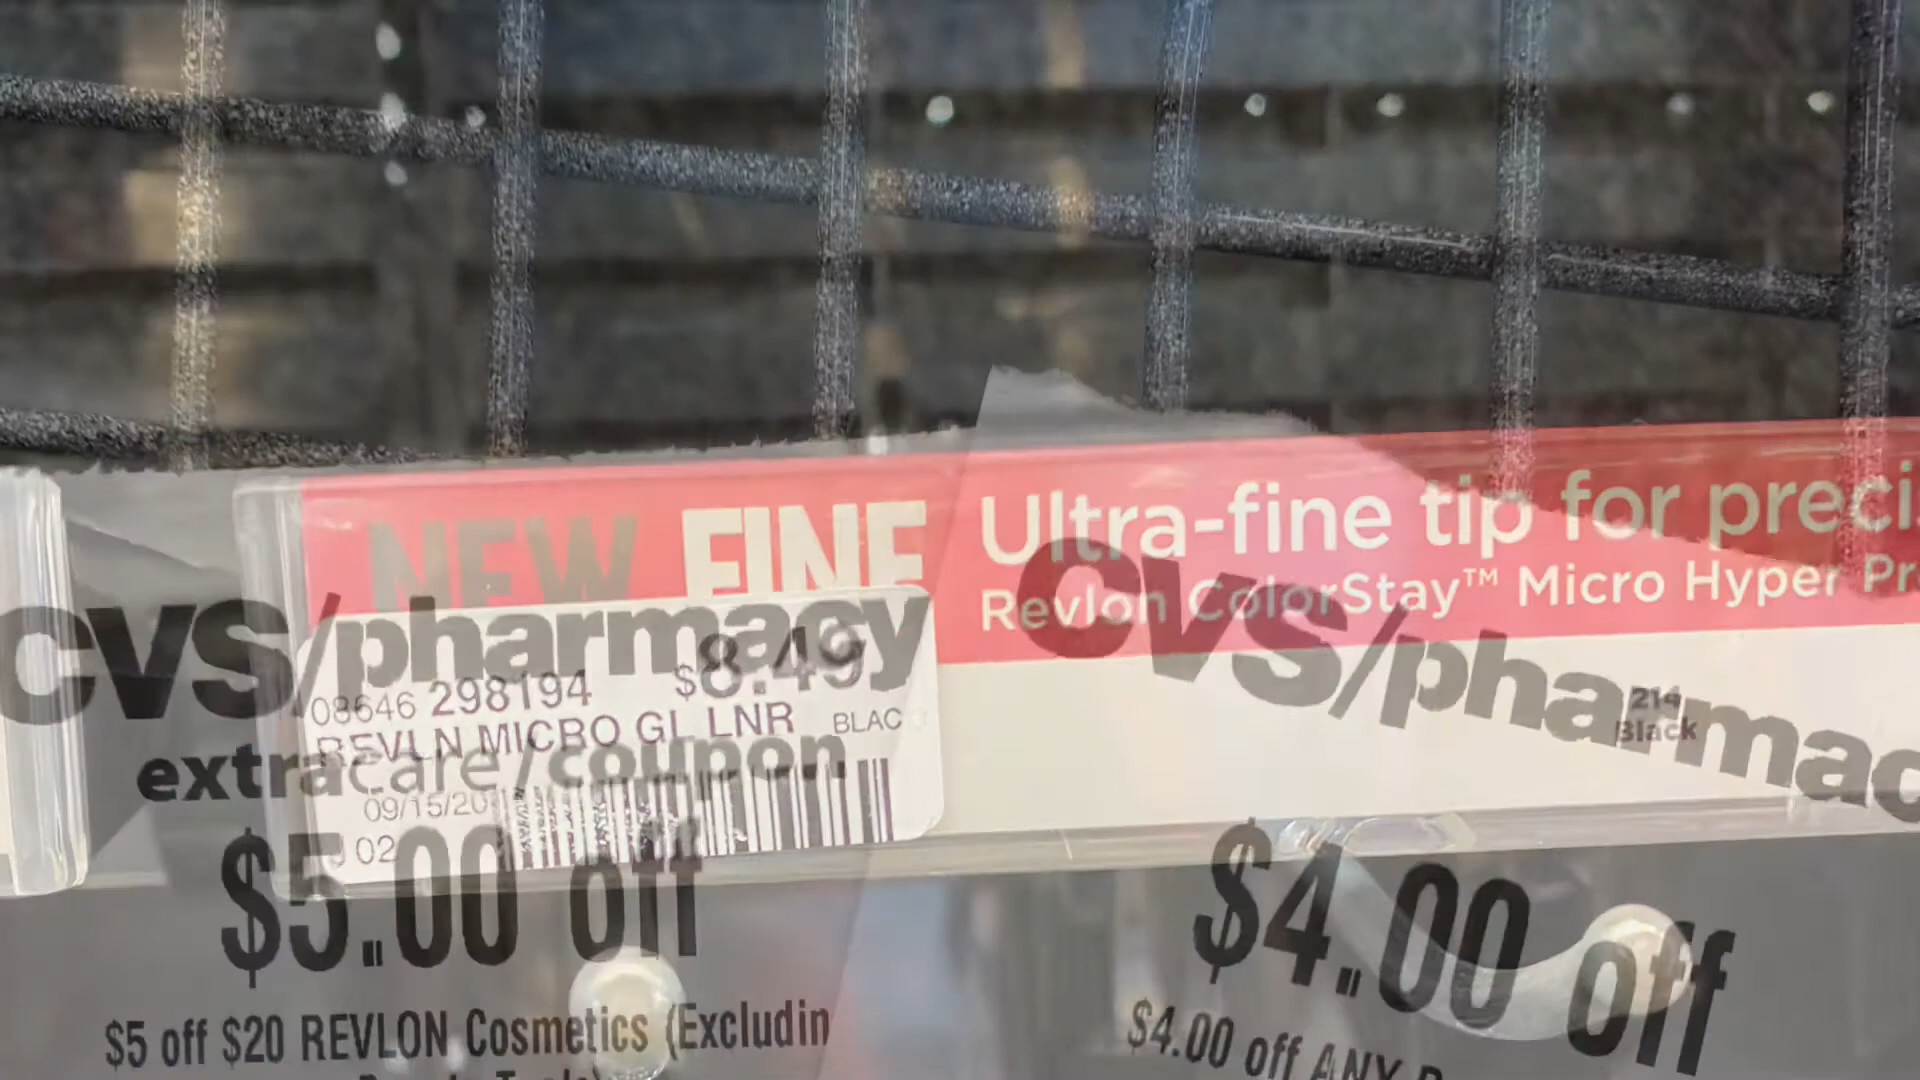 NEW FINE
Ultra-fine tip for preci
Revlon ColorStay™ Micro Hyper Pr
CVS/pharmacy
$8.49
08646 298194
REVLN MICRO GL LNR BLAC
09/15/20
02
214
Black
extracare/coupon
$5.00 off
$5 off $20 REVLON Cosmetics (Excludin
cvs/pharmac
$4.00 off
$4.00 off ANY